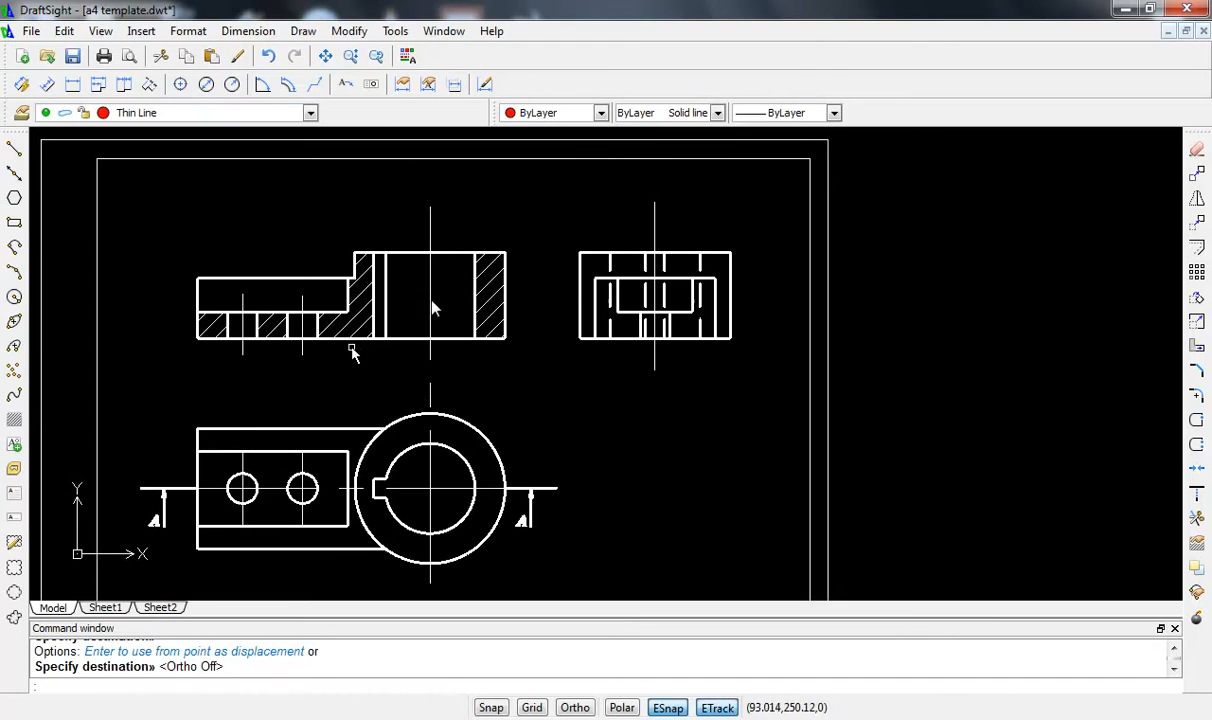 DraftSight - [a4 template.dwt*]
File Edit View Insert Format Dimension Draw Modify Tools Window Help
Thin Line ByLayer ByLayer Solid line ByLayer
A A
Y
X
Model Sheet1 Sheet2
Command window
Specify destination»
Options: Enter to use from point as displacement or
Specify destination» <Ortho Off>
:
Snap Grid Ortho Polar ESnap ETrack (93.014,250.12,0)